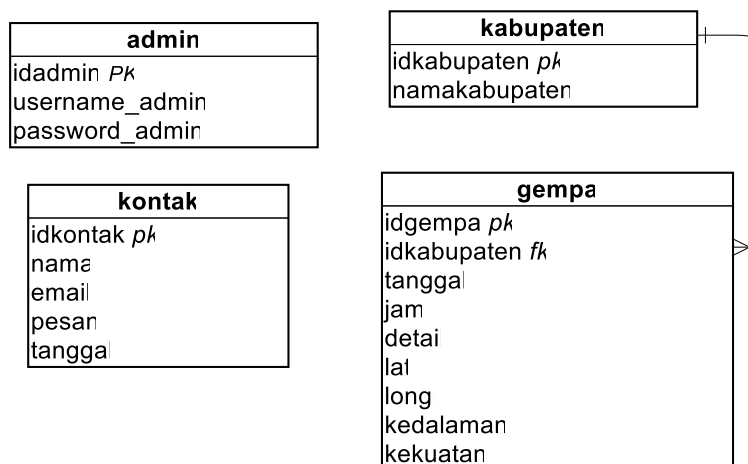 admin
idadmin PK
username_admin
password_admin
kabupaten
idkabupaten pk
namakabupaten
kontak
idkontak pk
nama
email
pesan
tanggal
gempa
idgempa pk
idkabupaten fk
tanggal
jam
detail
lat
long
kedalaman
kekuatan